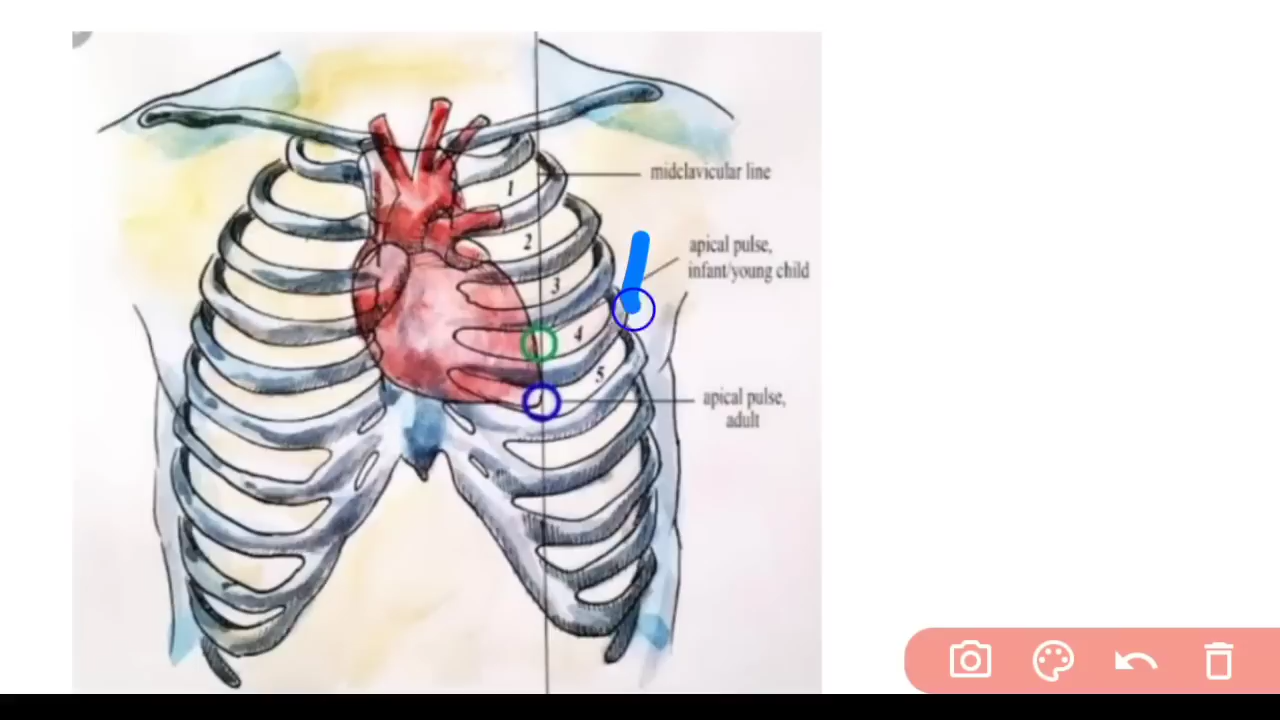 midclavicular line
1
2
apical pulse,
infant/young child
3
4
5
apical pulse,
adult